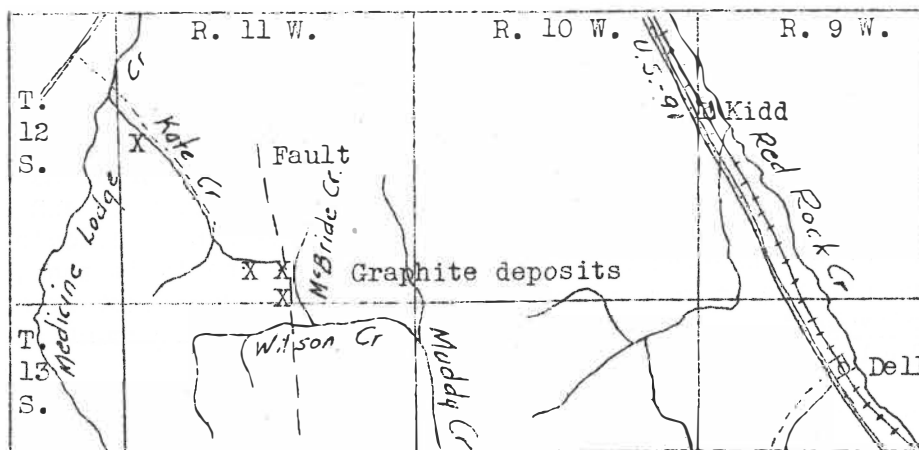 R. 11 W.
R. 10 W.
R. 9 W.
T.
12
S.
Cr
Kate Cr
X
Medicine Lodge
Fault
McBride Cr.
X X
X
Graphite deposits
U.S.-91
Kidd
Red Rock Cr
T.
13
S.
Wilson Cr
Muddy Cr
Dell